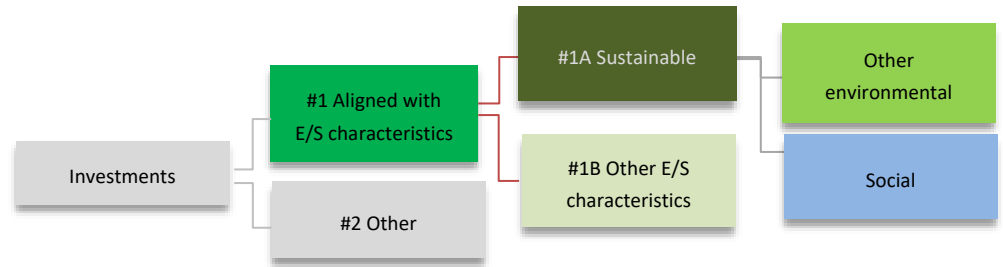 Investments
#1 Aligned with
E/S characteristics
#2 Other
#1A Sustainable
#1B Other E/S
characteristics
Other
environmental
Social